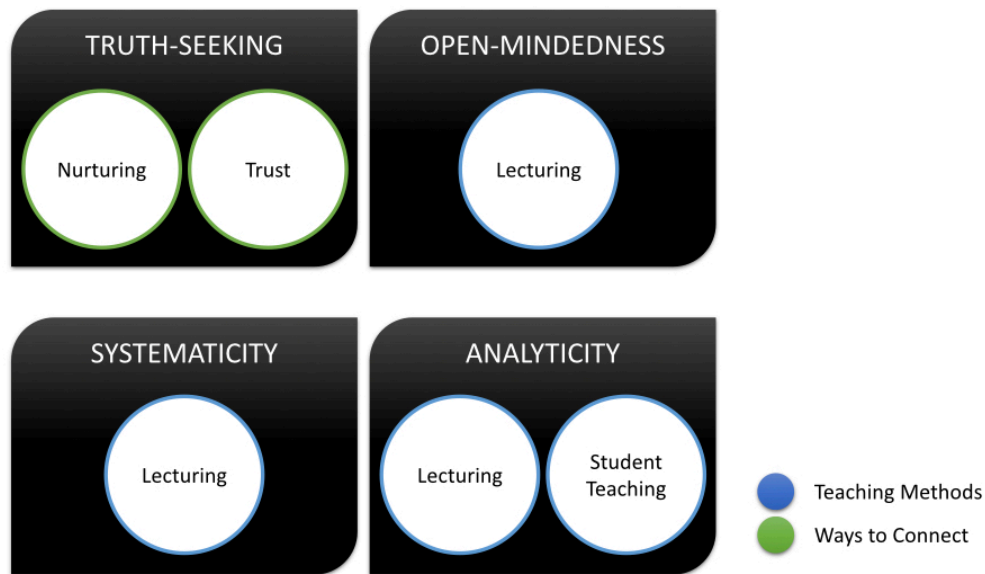 TRUTH-SEEKING
Nurturing
Trust
OPEN-MINDEDNESS
Lecturing
SYSTEMATICITY
Lecturing
ANALYTICITY
Lecturing
Student
Teaching
Teaching Methods
Ways to Connect